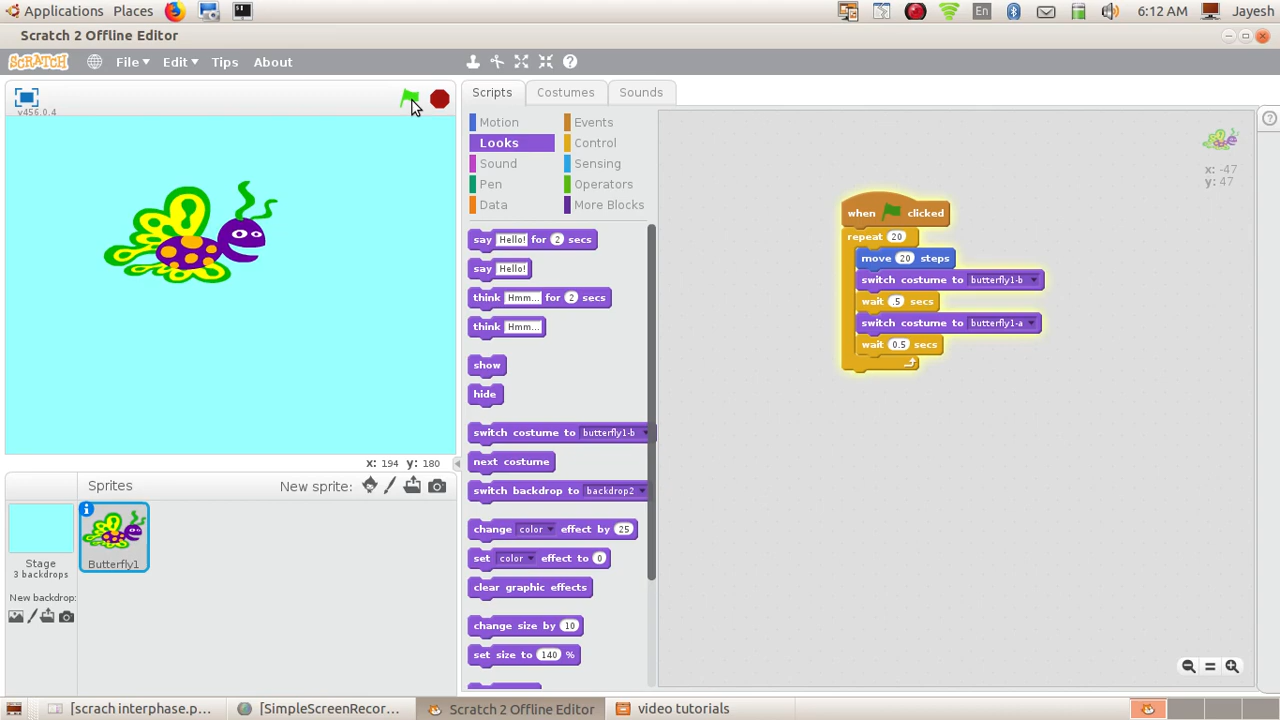 Applications Places En 6:12 AM Jayesh
Scratch 2 Offline Editor
SCRATCH File Edit Tips About
v456.0.4
Scripts Costumes Sounds
Motion Events
Looks Control
Sound Sensing
Pen Operators
Data More Blocks
say Hello! for 2 secs
say Hello!
think Hmm... for 2 secs
think Hmm...
show
hide
switch costume to butterfly1-b
next costume
switch backdrop to backdrop2
change color effect by 25
set color effect to 0
clear graphic effects
change size by 10
set size to 140 %
when clicked
repeat 20
move 20 steps
switch costume to butterfly1-b
wait .5 secs
switch costume to butterfly1-a
wait 0.5 secs
x: -47
y: 47
x: 194 y: 180
Sprites New sprite:
Stage
3 backdrops
New backdrop:
Butterfly1
[scrach interphase.p... [SimpleScreenRecor... Scratch 2 Offline Editor video tutorials